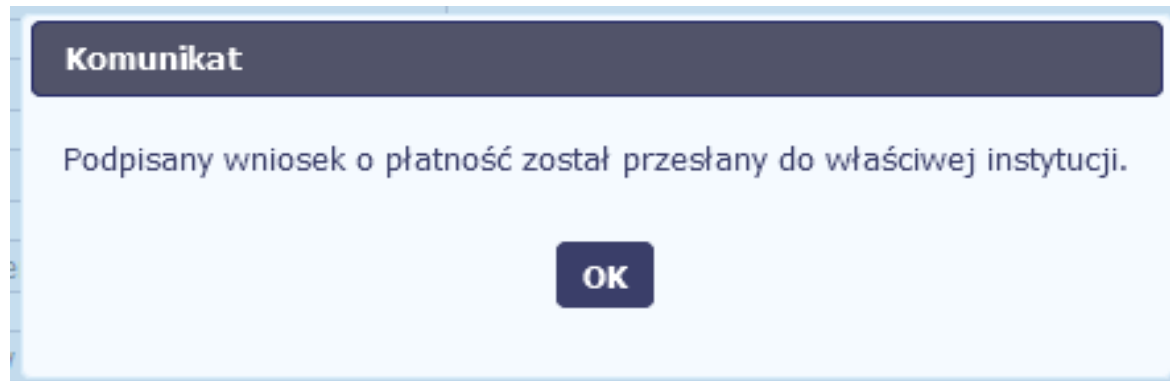 Komunikat
Podpisany wniosek o płatność został przesłany do właściwej instytucji.
OK